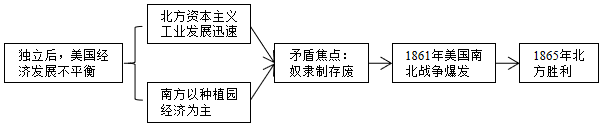 独立后，美国经
济发展不平衡
北方资本主义
工业发展迅速
南方以种植园
经济为主
矛盾焦点：
奴隶制存废
1861年美国南
北战争爆发
1865年北
方胜利